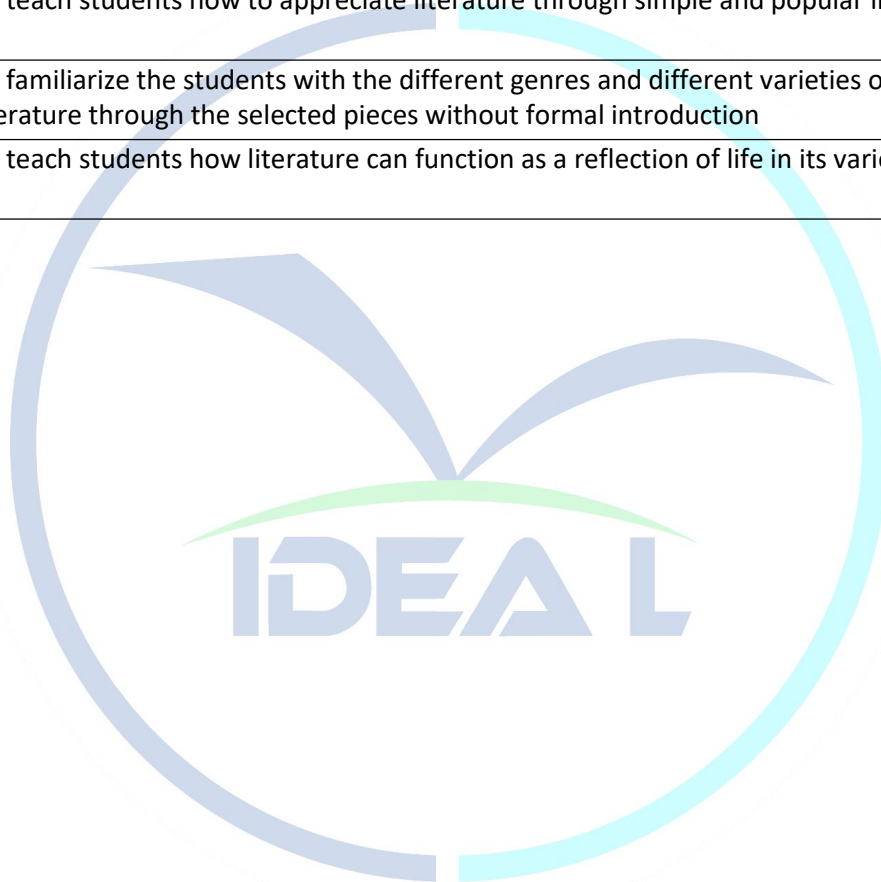 teach students how to appreciate literature through simple and popular
familiarize the students with the different genres and different varieties
erature through the selected pieces without formal introduction
teach students how literature can function as a reflection of life in its
IDEAL